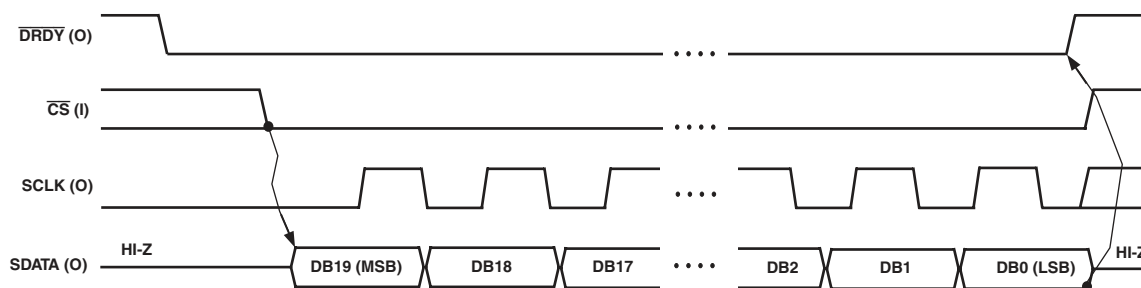 DRDY (O)
CS (I)
SCLK (O)
HI-Z
HI-Z
SDATA (O)
DB19 (MSB)
DB18
DB17
DB2
DB1
DB0 (LSB)